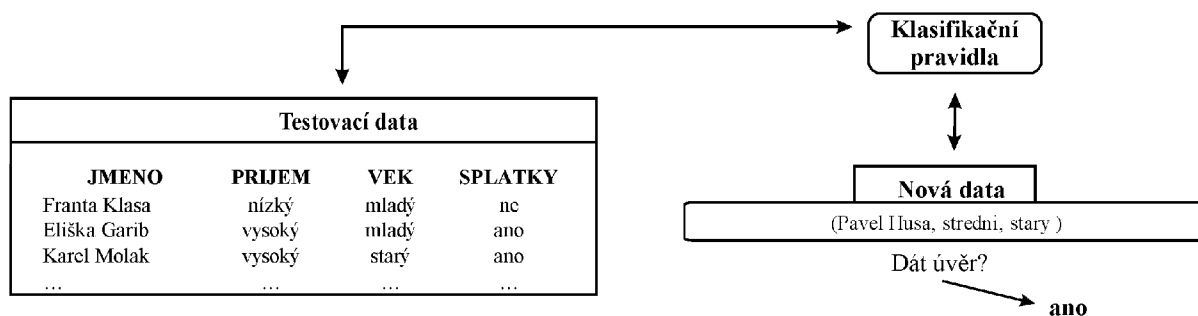 Klasifikační
pravidla
Testovací data
JMENO PRIJEM VEK SPLATKY
Franta Klasa nízký mladý ne
Eliška Garib vysoký mladý ano
Karel Molak vysoký starý ano
... ... ... ...
Nová data
(Pavel Husa, stredni, stary )
Dát úvěr?
ano